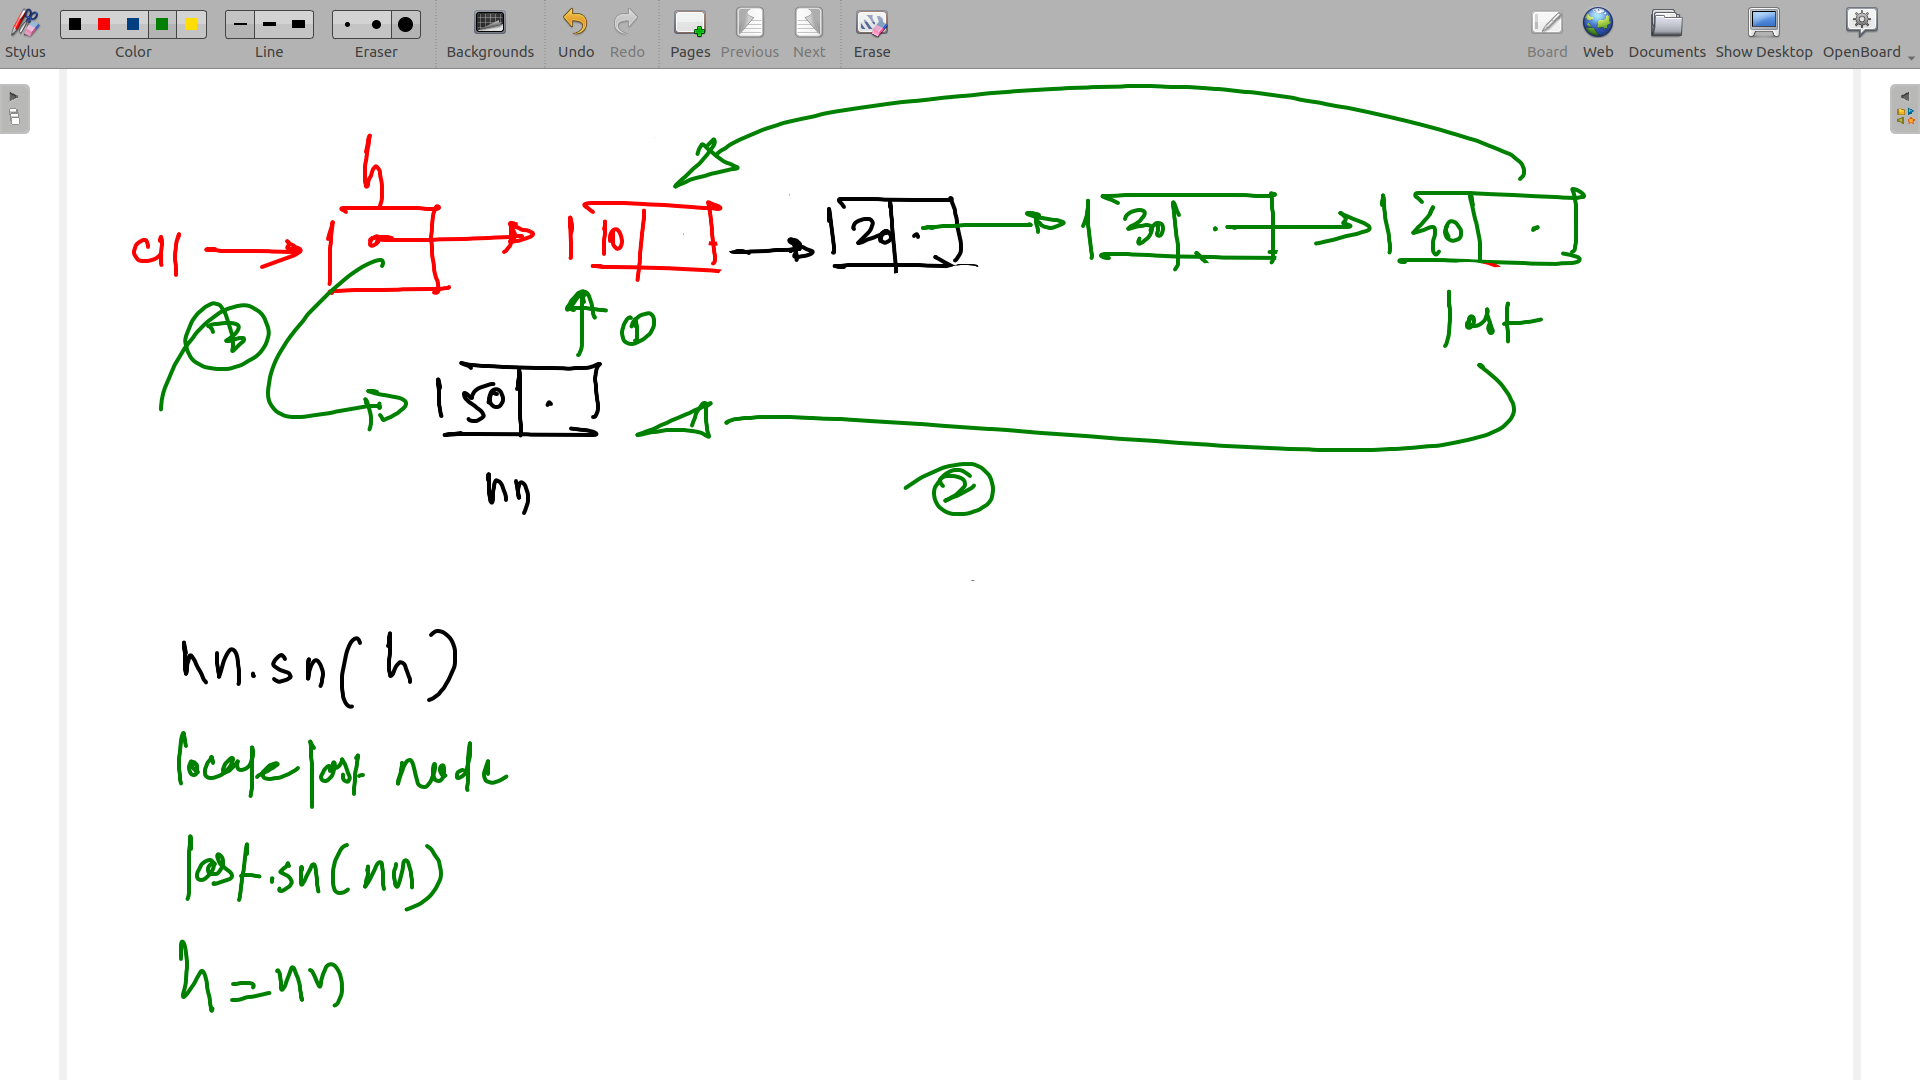 Stylus Color Line Eraser Backgrounds Undo Redo Pages Previous Next Erase Board Web Documents Show Desktop OpenBoard
h
cll 10 20 30 40
3 1 last
50
nn 2
nn.sn(h)
locate last node
last.sn(nn)
h=nn